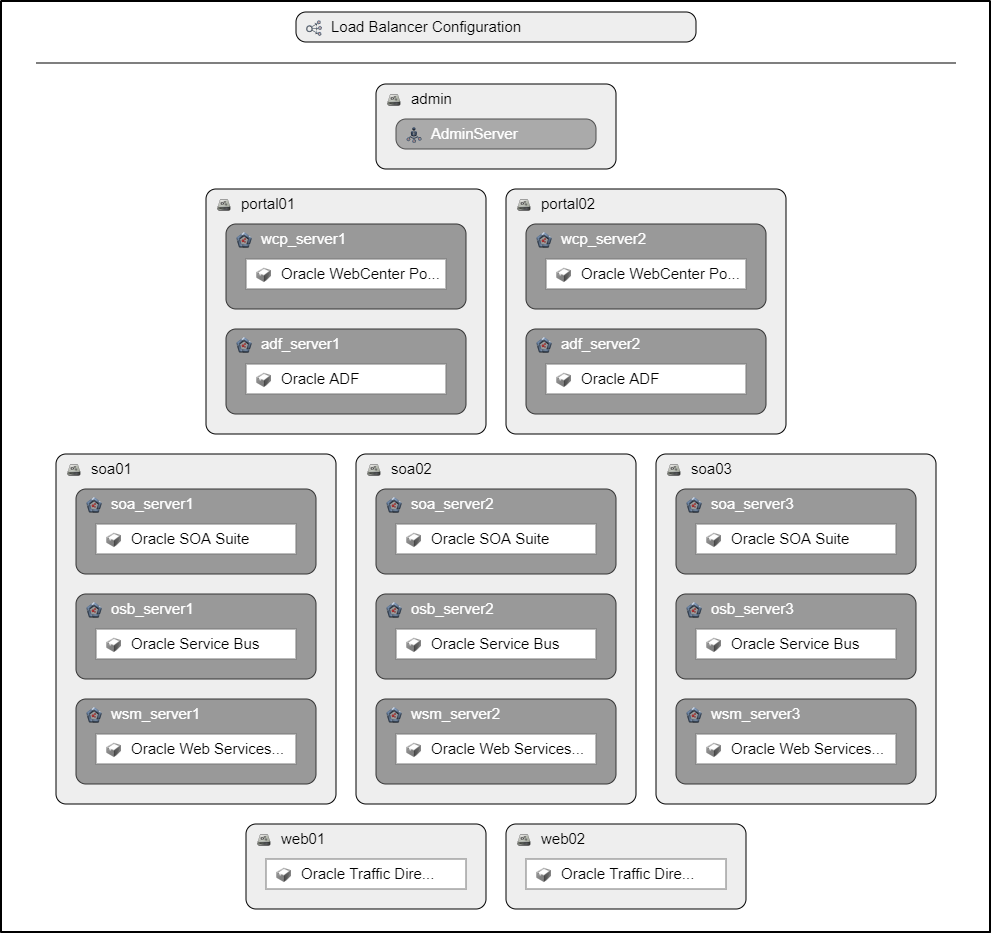 Load Balancer Configuration
admin
AdminServer
portal01
wcp_server1
Oracle WebCenter Po...
adf_server1
Oracle ADF
portal02
wcp_server2
Oracle WebCenter Po...
adf_server2
Oracle ADF
soa01
soa_server1
Oracle SOA Suite
osb_server1
Oracle Service Bus
wsm_server1
Oracle Web Services...
soa02
soa_server2
Oracle SOA Suite
osb_server2
Oracle Service Bus
wsm_server2
Oracle Web Services...
soa03
soa_server3
Oracle SOA Suite
osb_server3
Oracle Service Bus
wsm_server3
Oracle Web Services...
web01
Oracle Traffic Dire...
web02
Oracle Traffic Dire...